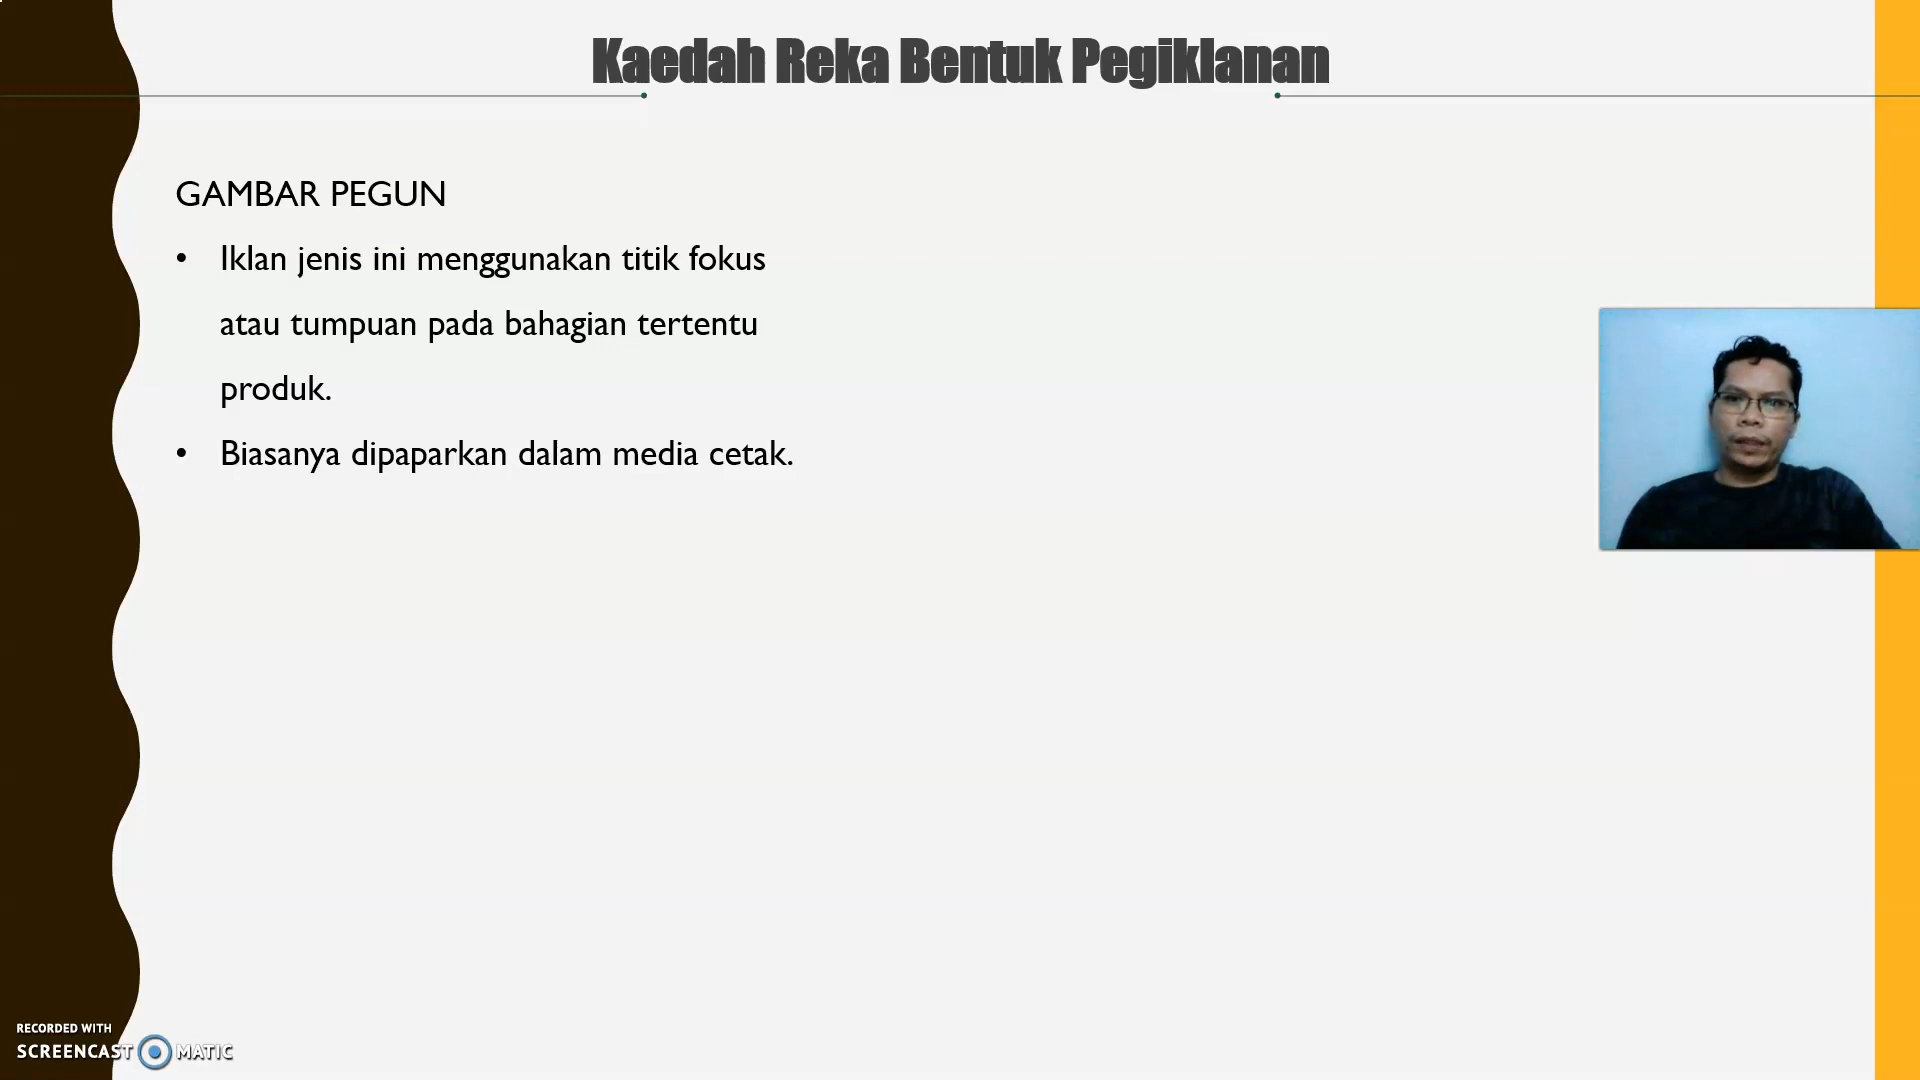 Kaedah Reka Bentuk Pegiklanan
GAMBAR PEGUN
• Iklan jenis ini menggunakan titik fokus
atau tumpuan pada bahagian tertentu
produk.
• Biasanya dipaparkan dalam media cetak.
RECORDED WITH
SCREENCAST MATIC